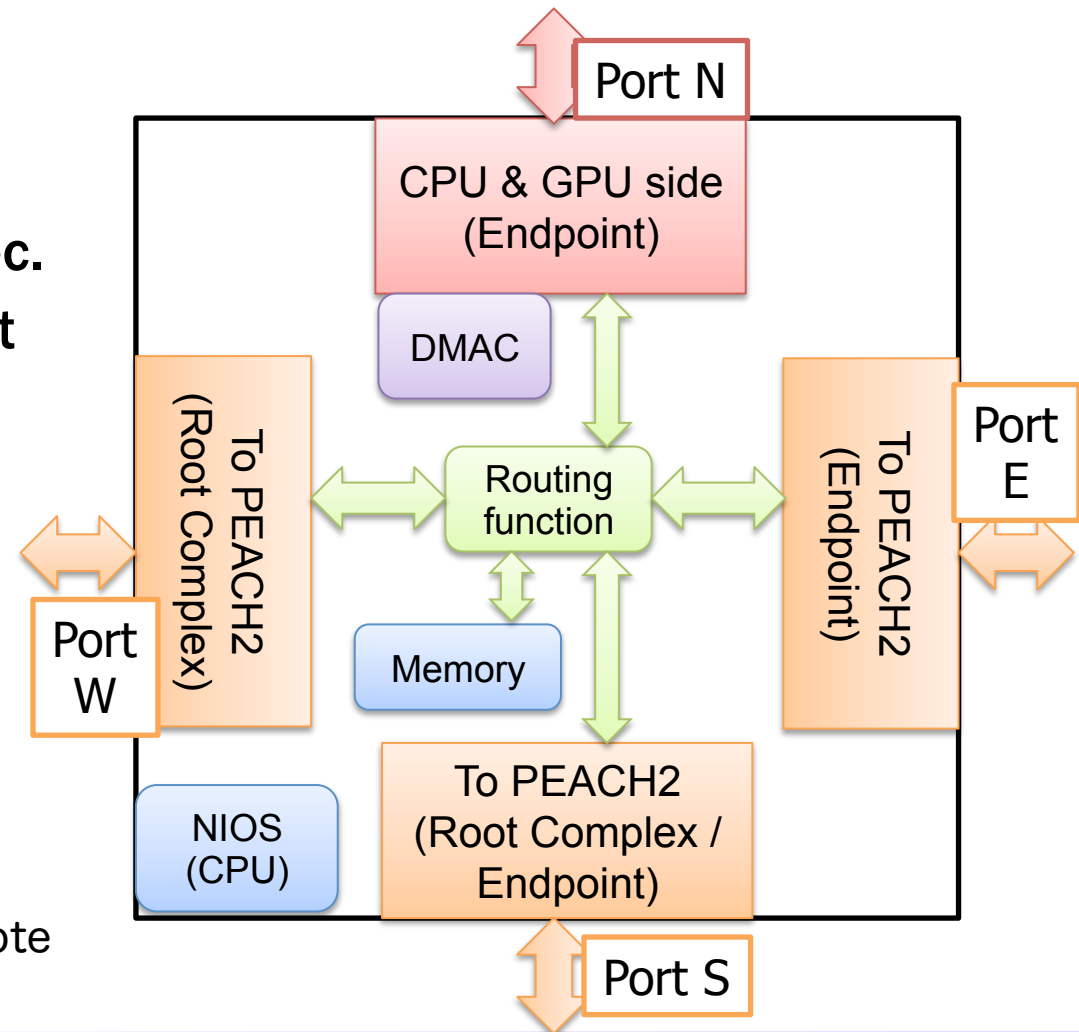 Port N
CPU & GPU side
(Endpoint)
c.
t
DMAC
To PEACH2
(Root Complex)
Routing
function
To PEACH2
(Endpoint)
Port
E
Port
W
Memory
To PEACH2
(Root Complex /
Endpoint)
NIOS
(CPU)
ote
Port S